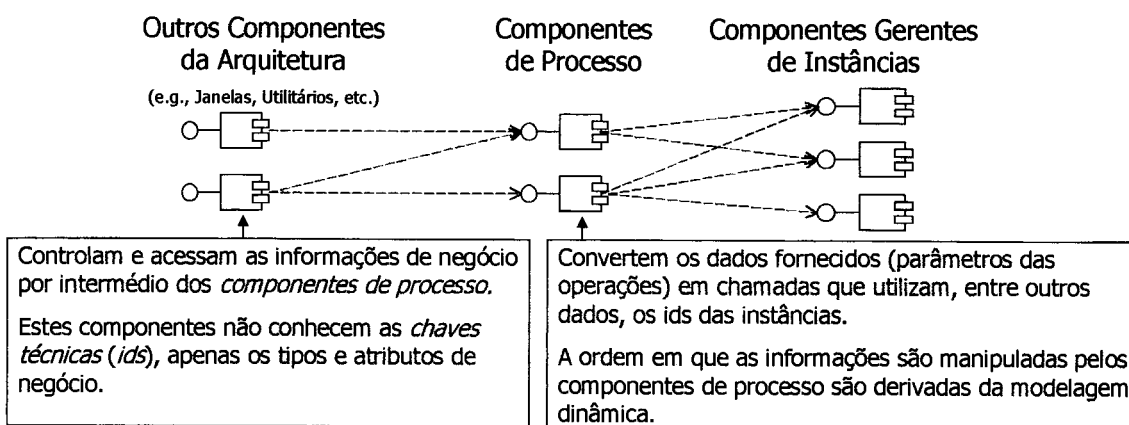 Outros Componentes
da Arquitetura
(e.g., Janelas, Utilitários, etc.)
Componentes
de Processo
Componentes Gerentes
de Instâncias
Controlam e acessam as informações de negócio
por intermédio dos componentes de processo.
Estes componentes não conhecem as chaves
técnicas (ids), apenas os tipos e atributos de
negócio.
Convertem os dados fornecidos (parâmetros das
operações) em chamadas que utilizam, entre outros
dados, os ids das instâncias.
A ordem em que as informações são manipuladas pelos
componentes de processo são derivadas da modelagem
dinâmica.